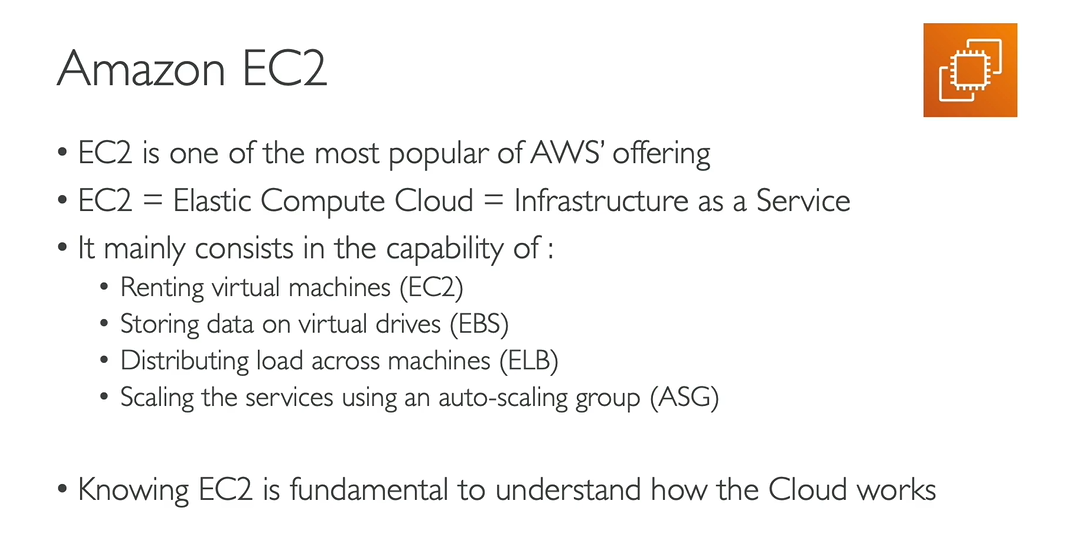 Amazon EC2
• EC2 is one of the most popular of AWS’ offering
• EC2 = Elastic Compute Cloud = Infrastructure as a Service
• It mainly consists in the capability of :
• Renting virtual machines (EC2)
• Storing data on virtual drives (EBS)
• Distributing load across machines (ELB)
• Scaling the services using an auto-scaling group (ASG)
• Knowing EC2 is fundamental to understand how the Cloud works